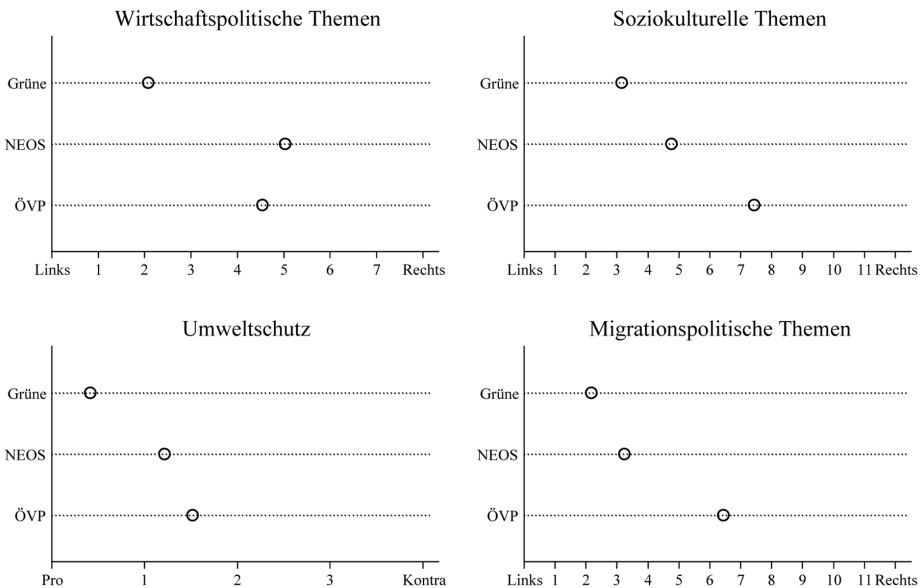 Wirtschaftspolitische Themen
Grüne
NEOS
ÖVP
Links 1 2 3 4 5 6 7 Rechts
Soziokulturelle Themen
Grüne
NEOS
ÖVP
Links 1 2 3 4 5 6 7 8 9 10 11 Rechts
Umweltschutz
Grüne
NEOS
ÖVP
Pro 1 2 3 Kontra
Migrationspolitische Themen
Grüne
NEOS
ÖVP
Links 1 2 3 4 5 6 7 8 9 10 11 Rechts